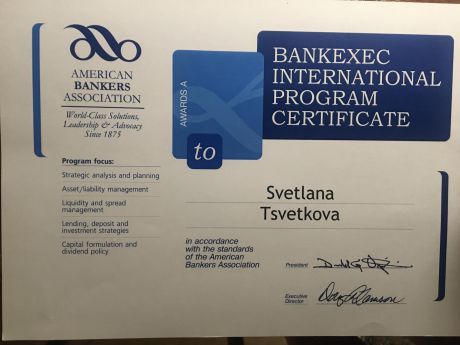 AMERICAN
BANKERS
ASSOCIATION
World-Class Solutions,
Leadership & Advocacy
Since 1875
Program focus:
Strategic analysis and planning
Asset/liability management
Liquidity and spread
management
Lending, deposit and
investment strategies
Capital formulation and
dividend policy
AWARDS A
BANKEXEC
INTERNATIONAL
PROGRAM
CERTIFICATE
to
Svetlana
Tsvetkova
in accordance
with the standards
of the American
Bankers Association
President
Executive
Director